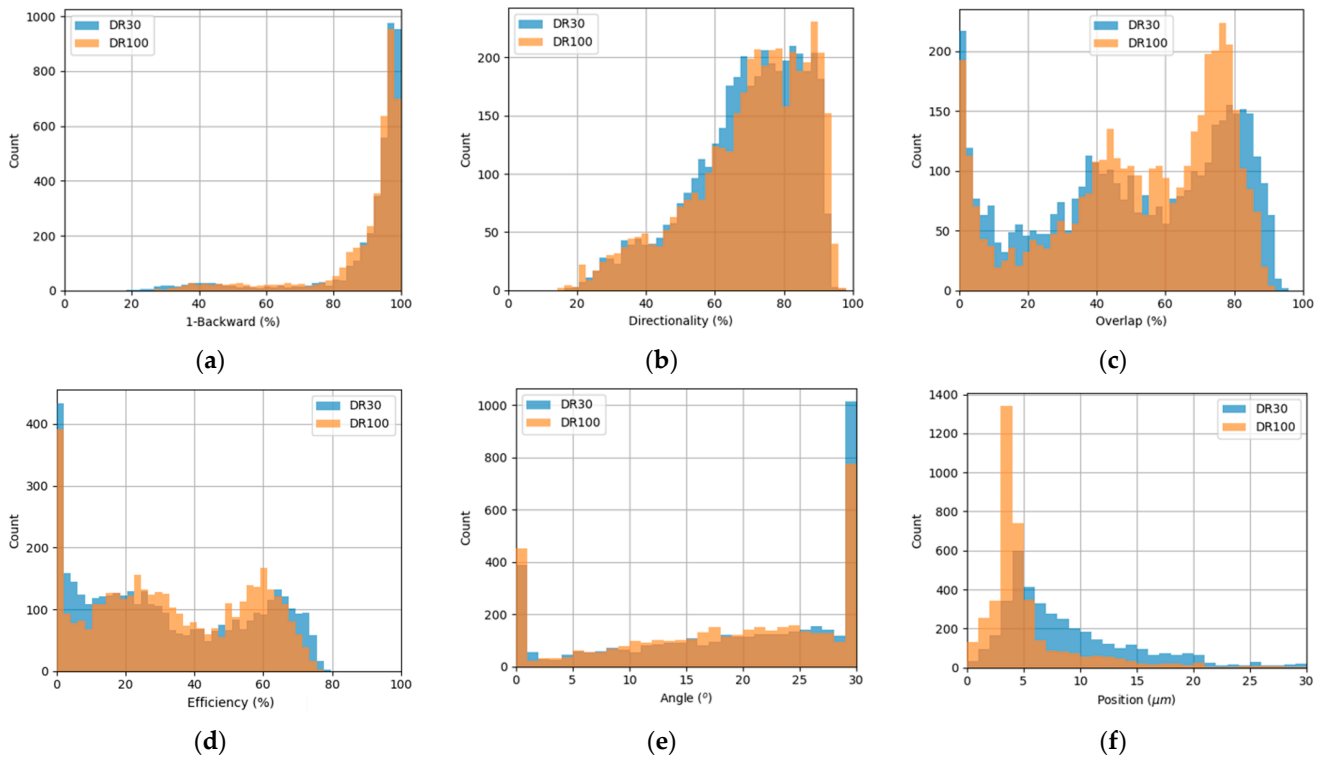 1000
800
600
400
200
0
Count
DR30
DR100
0 20 40 60 80 100
1-Backward (%)
(a)
200
150
100
50
0
Count
DR30
DR100
0 20 40 60 80 100
Directionality (%)
(b)
200
150
100
50
0
Count
DR30
DR100
0 20 40 60 80 100
Overlap (%)
(c)
400
300
200
100
0
Count
DR30
DR100
0 20 40 60 80 100
Efficiency (%)
(d)
1000
800
600
400
200
0
Count
DR30
DR100
0 5 10 15 20 25 30
Angle (º)
(e)
1400
1200
1000
800
600
400
200
0
Count
DR30
DR100
0 5 10 15 20 25 30
Position (μm)
(f)